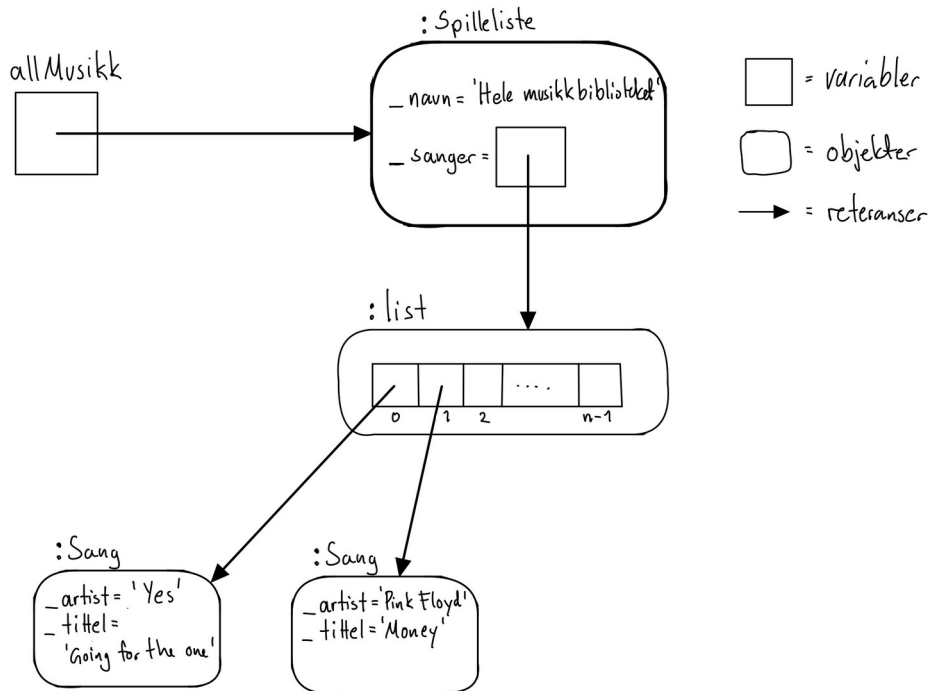 :Spilleliste
allMusikk
_navn = 'Hele musikkbiblioteket'
_sanger =
= variabler
= objekter
= referanser
:list
....
0 1 2 n-1
:Sang
_artist = 'Yes'
_tittel =
'Going for the one'
:Sang
_artist = 'Pink Floyd'
_tittel = 'Money'